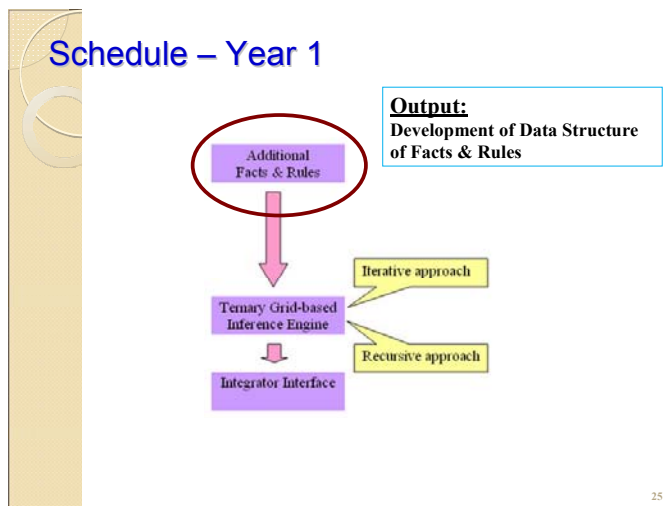 Schedule – Year 1
Output:
Development of Data Structure
of Facts & Rules
Additional
Facts & Rules
Iterative approach
Ternary Grid-based
Inference Engine
Recursive approach
Integrator Interface
25